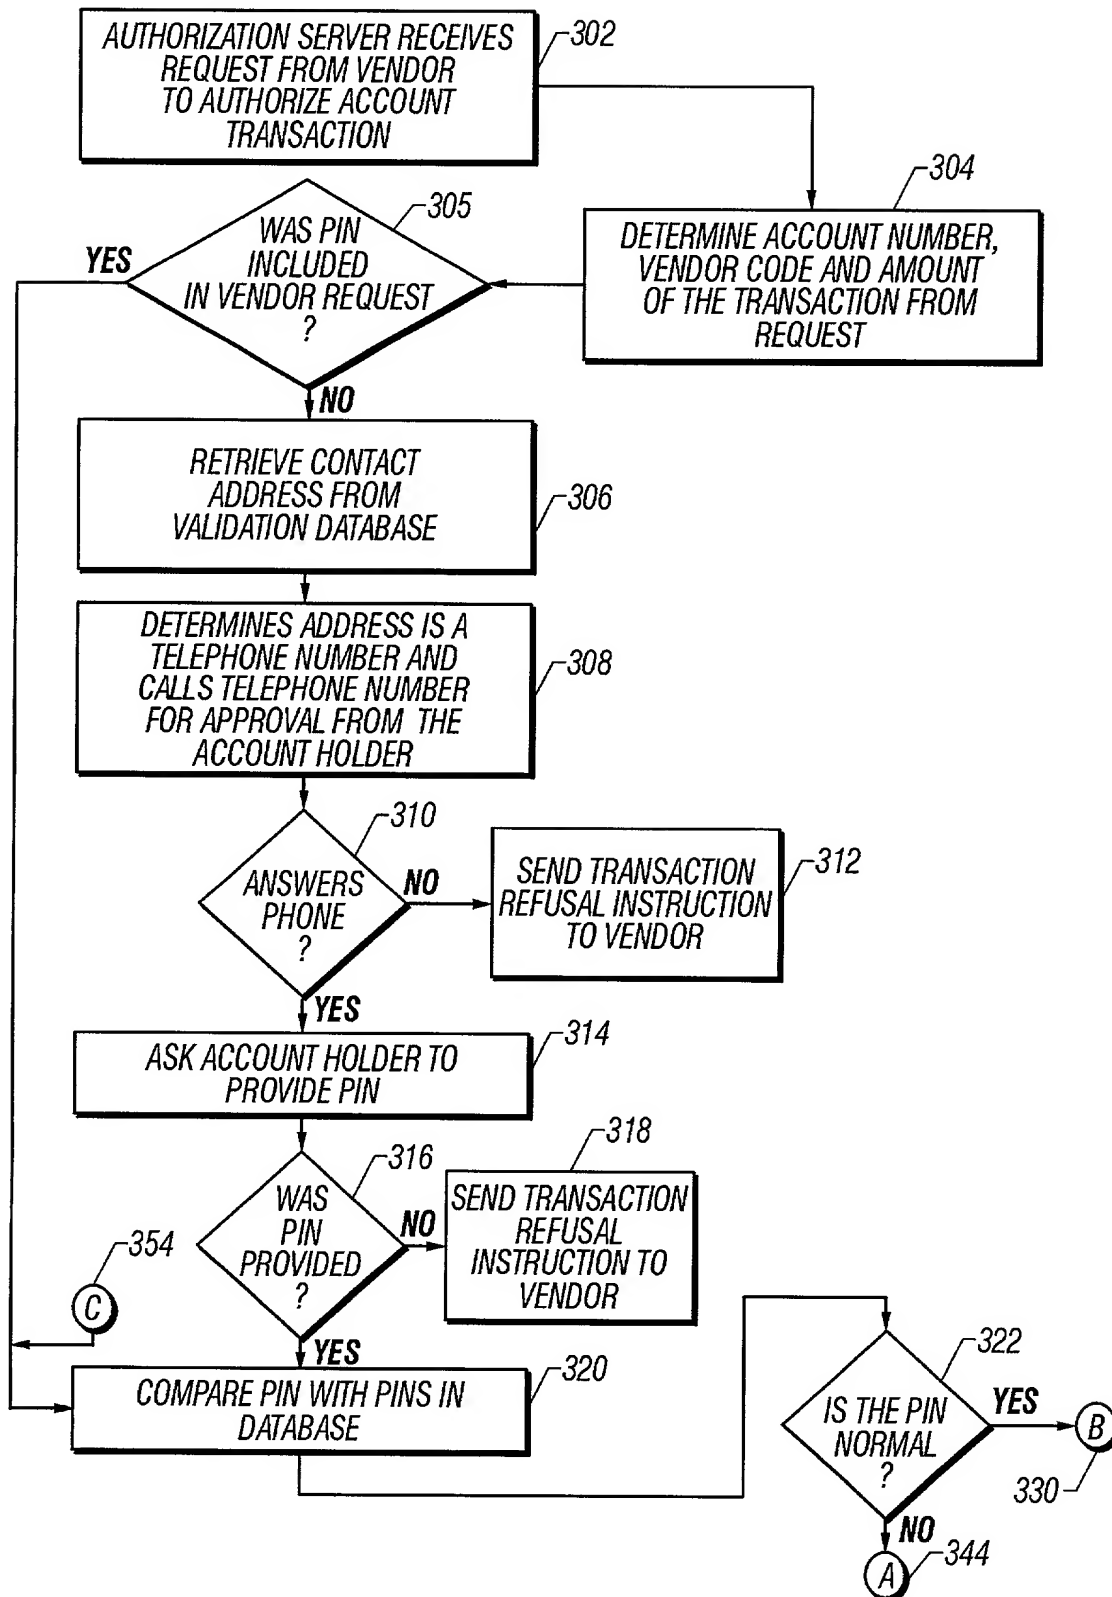 AUTHORIZATION SERVER RECEIVES
REQUEST FROM VENDOR
TO AUTHORIZE ACCOUNT
TRANSACTION
302
304
DETERMINE ACCOUNT NUMBER,
VENDOR CODE AND AMOUNT
OF THE TRANSACTION FROM
REQUEST
305
WAS PIN
INCLUDED
IN VENDOR REQUEST
?
YES
NO
RETRIEVE CONTACT
ADDRESS FROM
VALIDATION DATABASE
306
DETERMINES ADDRESS IS A
TELEPHONE NUMBER AND
CALLS TELEPHONE NUMBER
FOR APPROVAL FROM THE
ACCOUNT HOLDER
308
310
ANSWERS
PHONE
?
NO
SEND TRANSACTION
REFUSAL INSTRUCTION
TO VENDOR
312
YES
ASK ACCOUNT HOLDER TO
PROVIDE PIN
314
316
WAS
PIN
PROVIDED
?
NO
318
SEND TRANSACTION
REFUSAL
INSTRUCTION TO
VENDOR
354
C
YES
COMPARE PIN WITH PINS IN
DATABASE
320
322
IS THE PIN
NORMAL
?
YES
B
330
NO
A
344